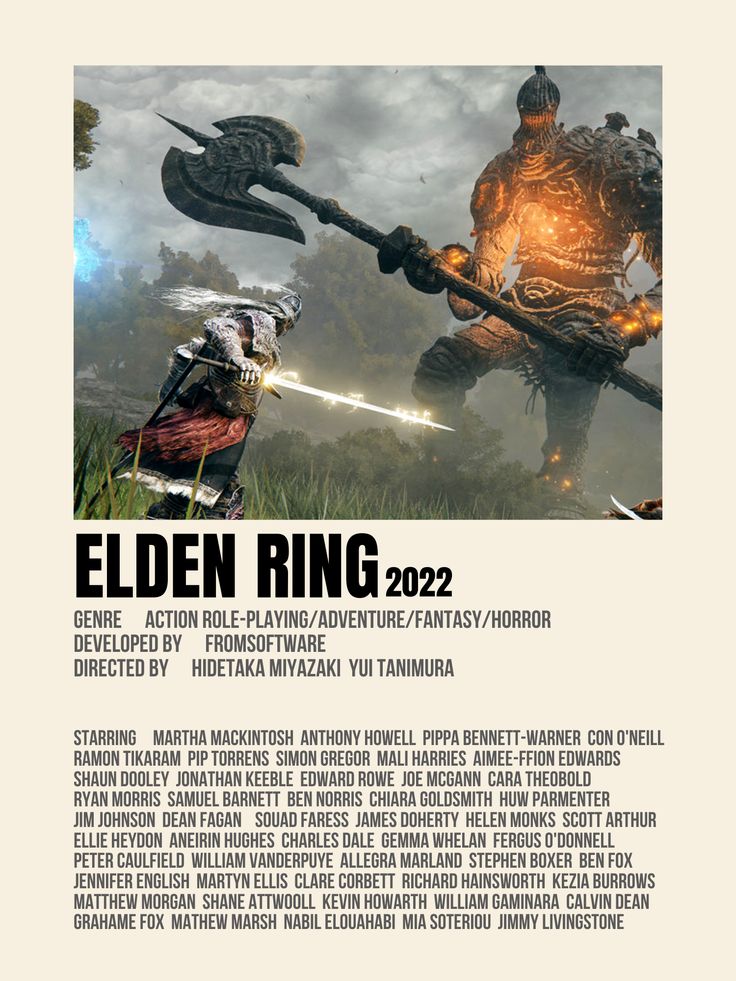 ELDEN RING 2022
GENRE ACTION ROLE-PLAYING/ADVENTURE/FANTASY/HORROR
DEVELOPED BY FROMSOFTWARE
DIRECTED BY HIDETAKA MIYAZAKI YUI TANIMURA
STARRING MARTHA MACKINTOSH ANTHONY HOWELL PIPPA BENNETT-WARNER CON O'NEILL
RAMON TIKARAM PIP TORRENS SIMON GREGOR MALI HARRIES AIMEE-FFION EDWARDS
SHAUN DOOLEY JONATHAN KEEBLE EDWARD ROWE JOE MCGANN CARA THEOBOLD
RYAN MORRIS SAMUEL BARNETT BEN NORRIS CHIARA GOLDSMITH HUW PARMENTER
JIM JOHNSON DEAN FAGAN SOUAD FARESS JAMES DOHERTY HELEN MONKS SCOTT ARTHUR
ELLIE HEYDON ANEIRIN HUGHES CHARLES DALE GEMMA WHELAN FERGUS O'DONNELL
PETER CAULFIELD WILLIAM VANDERPUYE ALLEGRA MARLAND STEPHEN BOXER BEN FOX
JENNIFER ENGLISH MARTYN ELLIS CLARE CORBETT RICHARD HAINSWORTH KEZIA BURROWS
MATTHEW MORGAN SHANE ATTWOOLL KEVIN HOWARTH WILLIAM GAMINARA CALVIN DEAN
GRAHAME FOX MATHEW MARSH NABIL ELOUAHABI MIA SOTERIOU JIMMY LIVINGSTONE